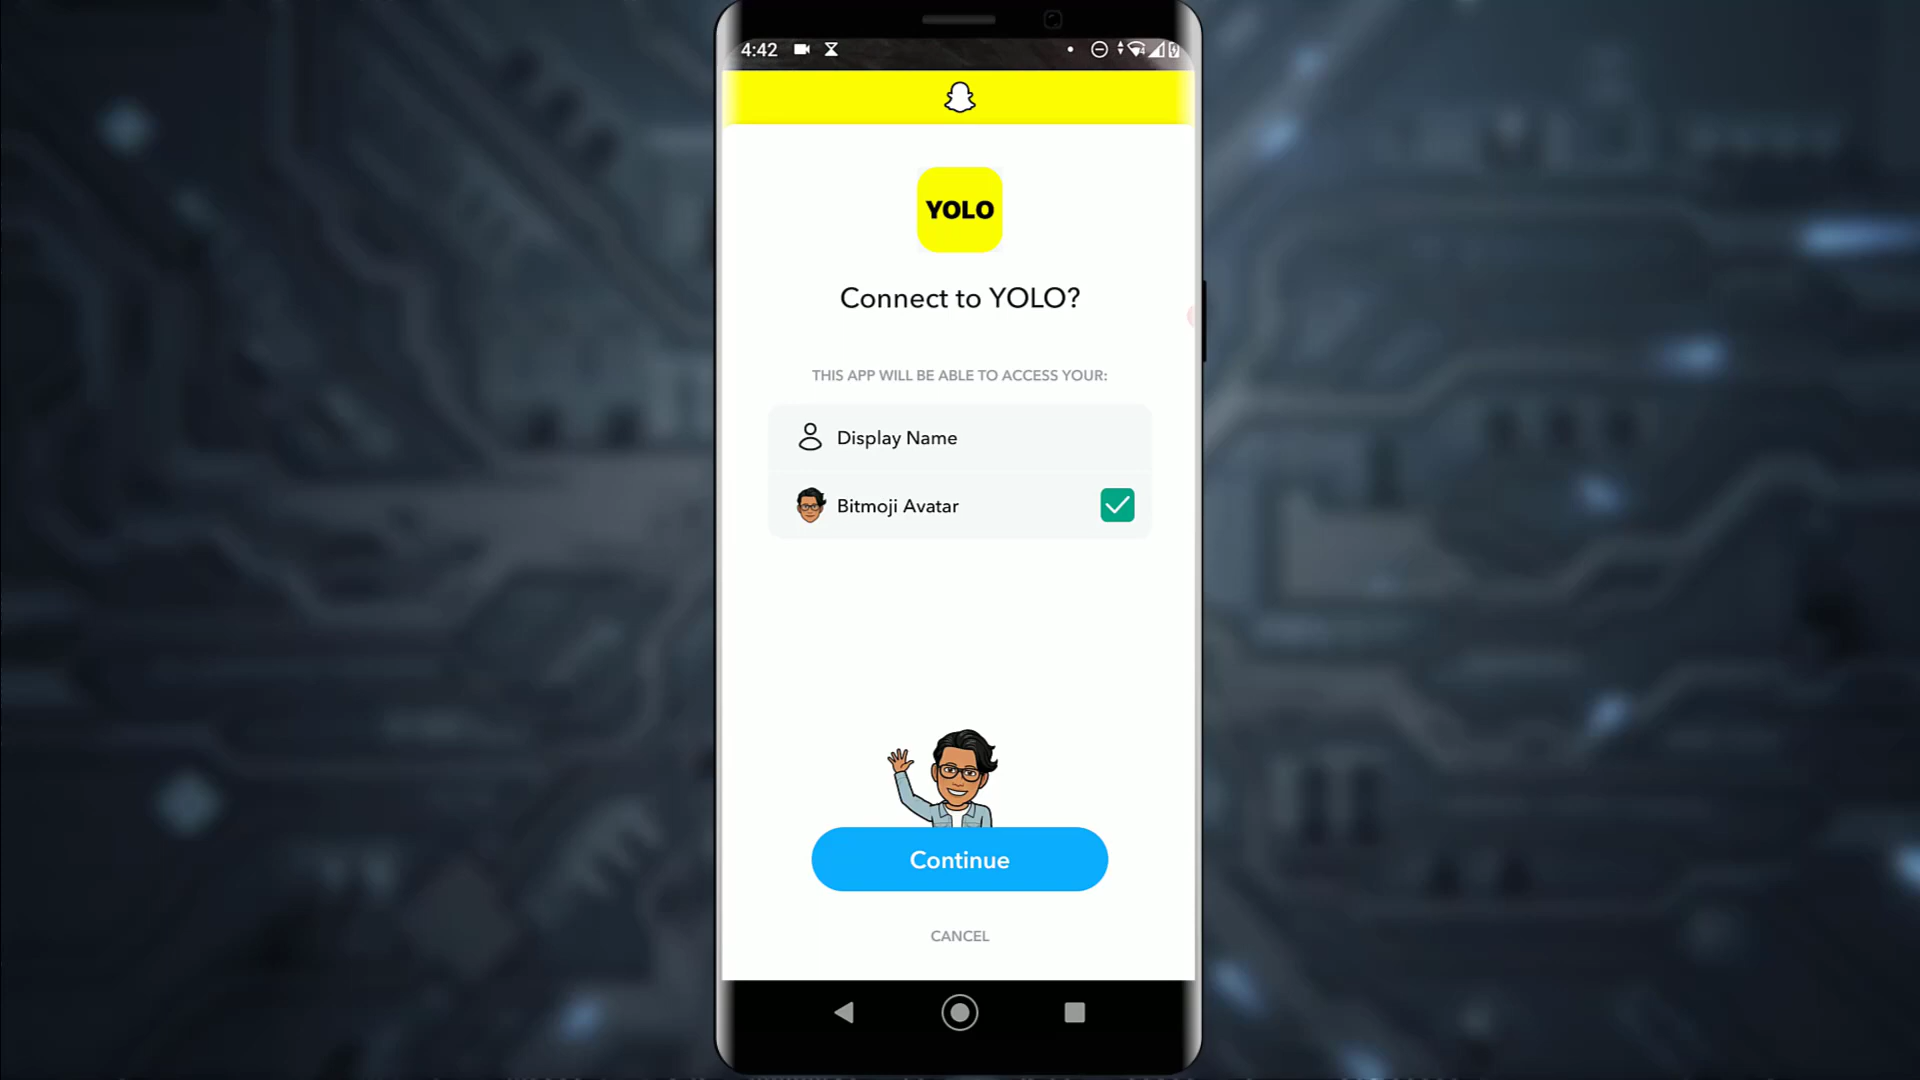 4:42
YOLO
Connect to YOLO?
THIS APP WILL BE ABLE TO ACCESS YOUR:
Display Name
Bitmoji Avatar
Continue
CANCEL